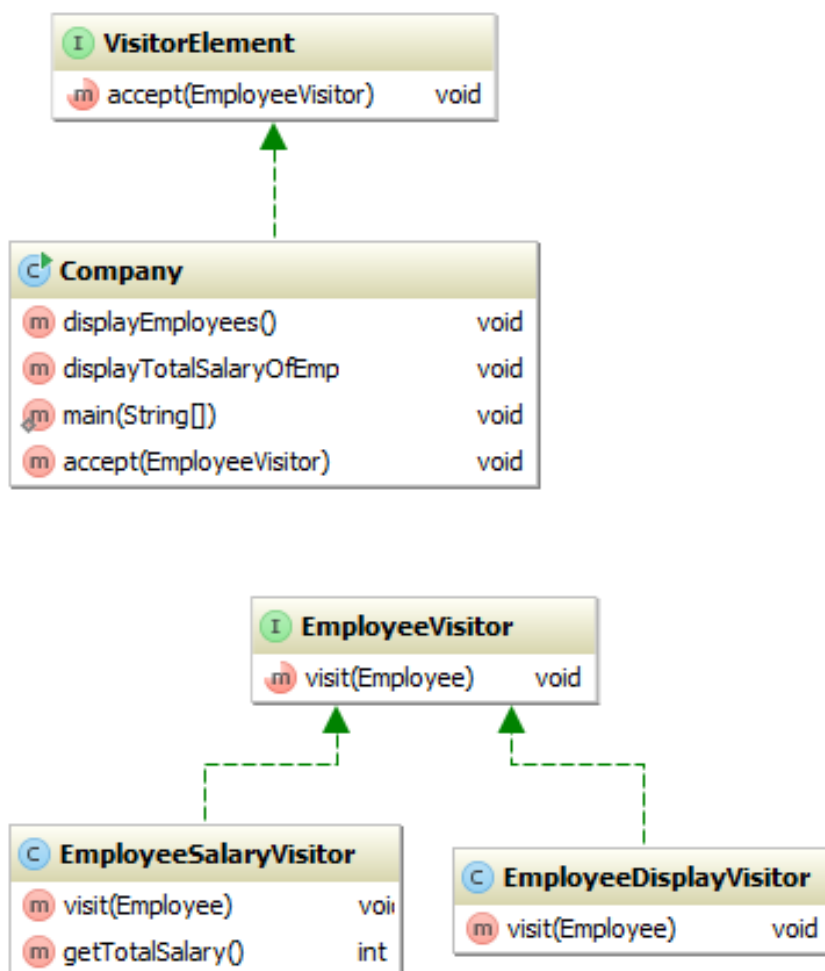 I VisitorElement
m accept(EmployeeVisitor) void
C Company
m displayEmployees() void
m displayTotalSalaryOfEmp void
m main(String[]) void
m accept(EmployeeVisitor) void
I EmployeeVisitor
m visit(Employee) void
C EmployeeSalaryVisitor
m visit(Employee) voi
m getTotalSalary() int
C EmployeeDisplayVisitor
m visit(Employee) void